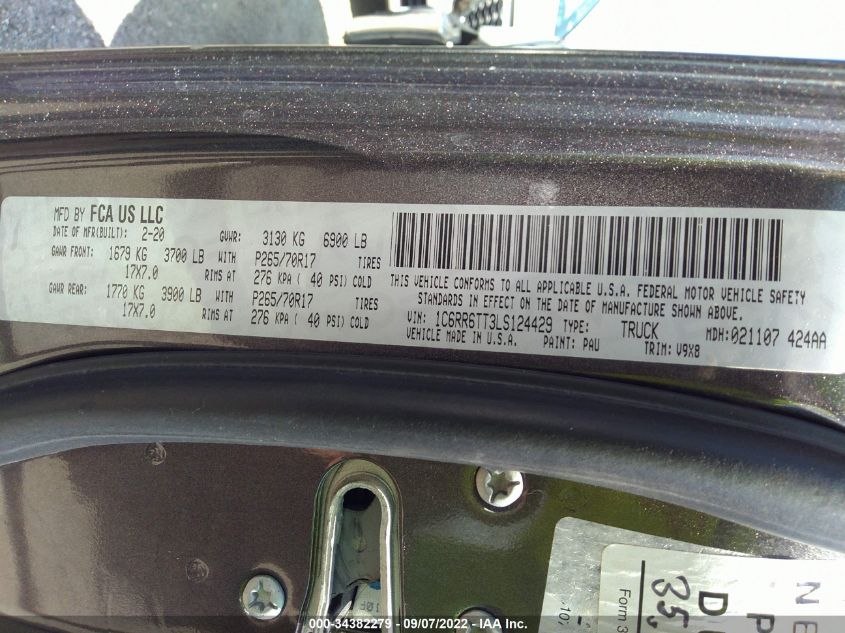 MFD BY FCA US LLC
DATE OF MFR(BUILT): 2-20 GVWR: 3130 KG 6900 LB
GAWR FRONT: 1679 KG 3700 LB WITH P265/70R17 TIRES
17X7.0 RIMS AT 276 KPA ( 40 PSI) COLD
GAWR REAR: 1770 KG 3900 LB WITH P265/70R17 TIRES
17X7.0 RIMS AT 276 KPA ( 40 PSI) COLD
THIS VEHICLE CONFORMS TO ALL APPLICABLE U.S.A. FEDERAL MOTOR VEHICLE SAFETY
STANDARDS IN EFFECT ON THE DATE OF MANUFACTURE SHOWN ABOVE.
VIN: 1C6RR6TT3LS124429 TYPE: TRUCK MDH:021107 424AA
VEHICLE MADE IN U.S.A. PAINT: PAU TRIM: V9X8
NE
P
35
Form 3
000-34382279 - 09/07/2022 - IAA Inc.